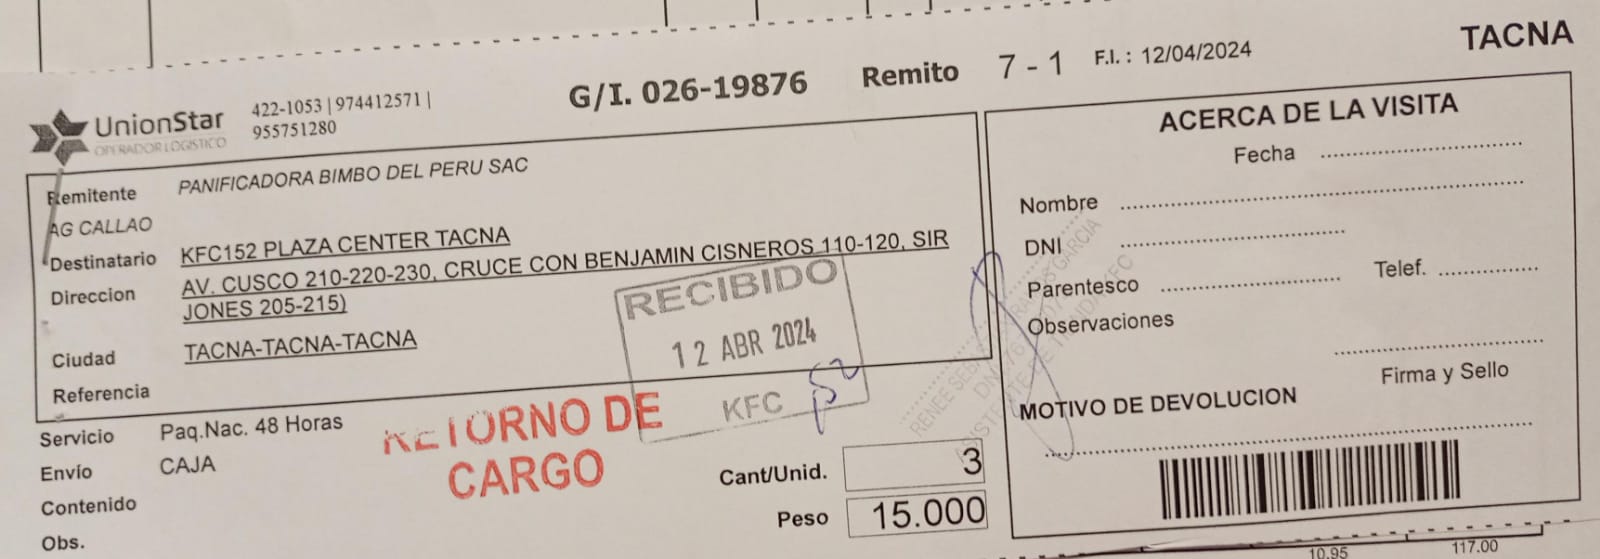 TACNA
G/I. 026-19876 Remito 7 - 1 F.I. : 12/04/2024
UnionStar
OPERADOR LOGISTICO
422-1053 | 974412571 |
955751280
Remitente PANIFICADORA BIMBO DEL PERU SAC
AG CALLAO
Destinatario KFC152 PLAZA CENTER TACNA
Direccion AV. CUSCO 210-220-230, CRUCE CON BENJAMIN CISNEROS 110-120, SIR
JONES 205-215)
Ciudad TACNA-TACNA-TACNA
Referencia
RECIBIDO
12 ABR 2024
KFC
Servicio Paq.Nac. 48 Horas
Envío CAJA
Contenido
Obs.
RETORNO DE
CARGO
Cant/Unid. 3
Peso 15.000
ACERCA DE LA VISITA
Fecha
Nombre
DNI
Parentesco Telef.
Observaciones
Firma y Sello
MOTIVO DE DEVOLUCION
GARCIA
DNI
KFC
10.95 117.00